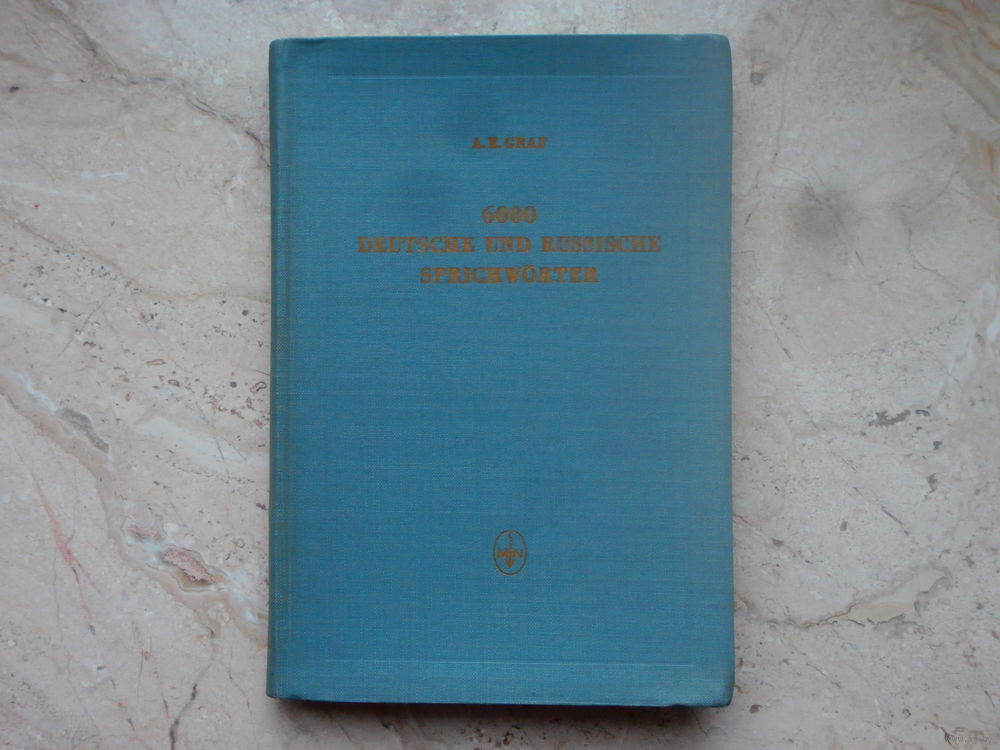 A. E. GRAF
6000
DEUTSCHE UND RUSSISCHE
SPRICHWÖRTER